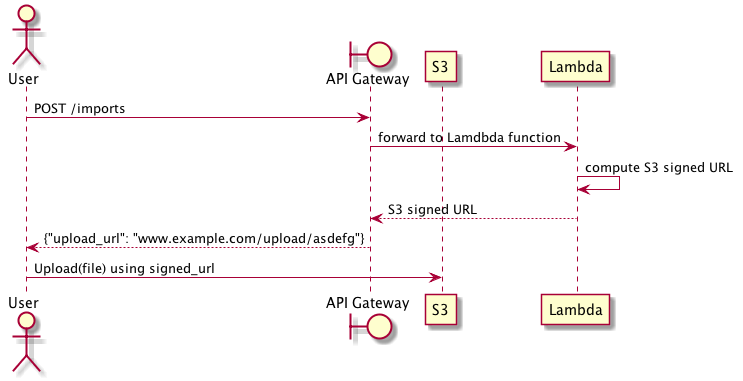 User
API Gateway
S3
Lambda
POST /imports
forward to Lamdbda function
compute S3 signed URL
S3 signed URL
{"upload_url": "www.example.com/upload/asdefg"}
Upload(file) using signed_url
User
API Gateway
S3
Lambda